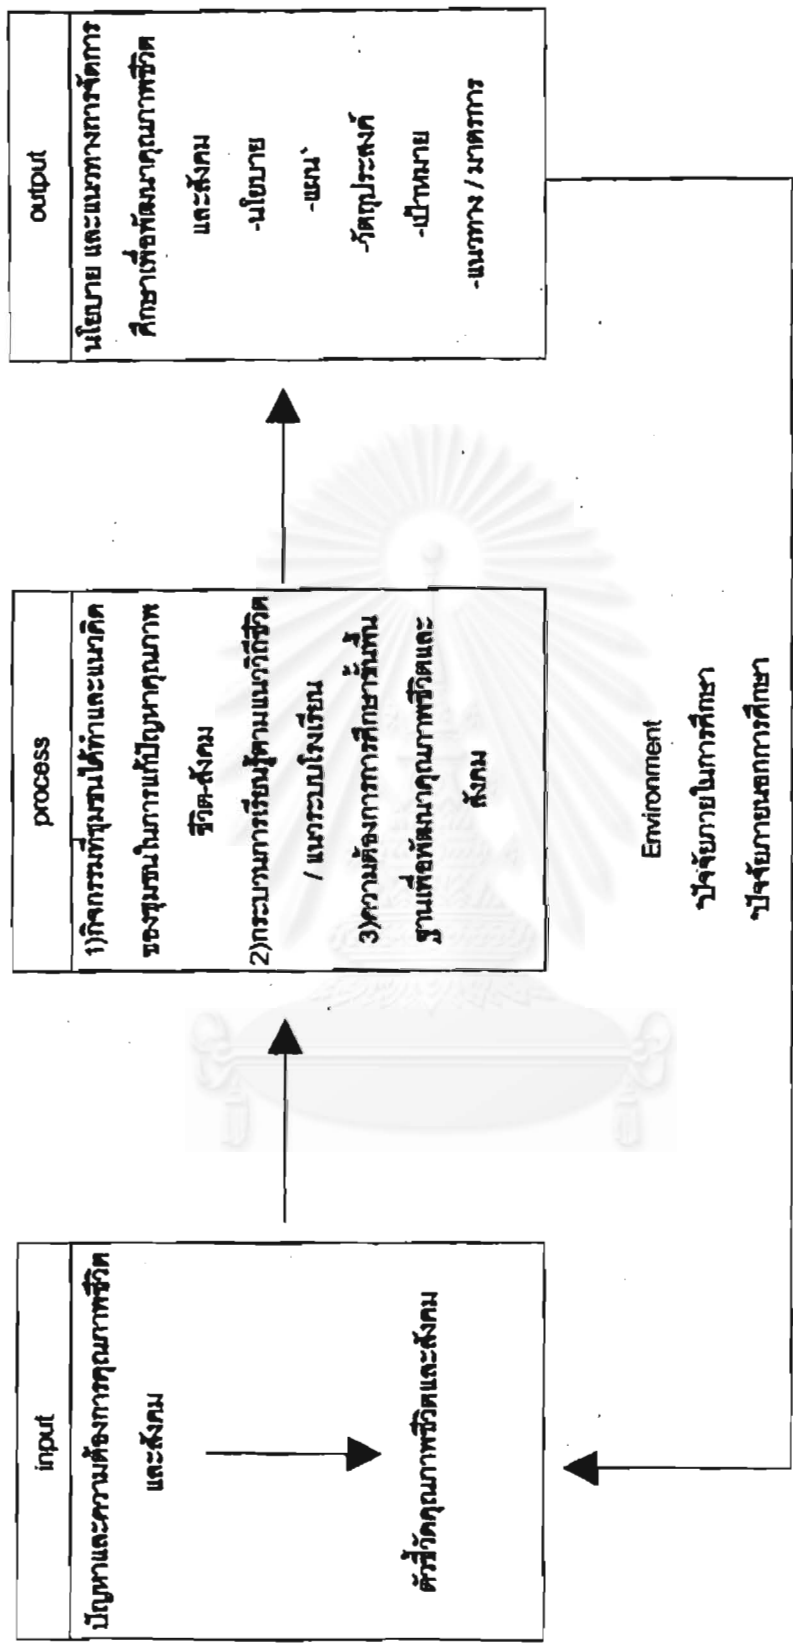 input
ปัญหาและความต้องการคุณภาพชีวิต
และสังคม
ตัวชี้วัดคุณภาพชีวิตและสังคม
process
1)กิจกรรมที่ชุมชนได้ทำและแนวคิด
ของชุมชนในการแก้ปัญหาคุณภาพ
ชีวิต-สังคม
2)กระบวนการเรียนรู้ตามแนววิถีชีวิต
/ แนวระบบโรงเรียน
3)ความต้องการการศึกษาขั้นพื้น
ฐานเพื่อพัฒนาคุณภาพชีวิตและ
สังคม
output
นโยบาย และแนวทางการจัดการ
ศึกษาเพื่อพัฒนาคุณภาพชีวิต
และสังคม
-นโยบาย
-แผน
-วัตถุประสงค์
-เป้าหมาย
-แนวทาง / มาตรการ
Environment
ปัจจัยภายในการศึกษา
ปัจจัยภายนอกการศึกษา